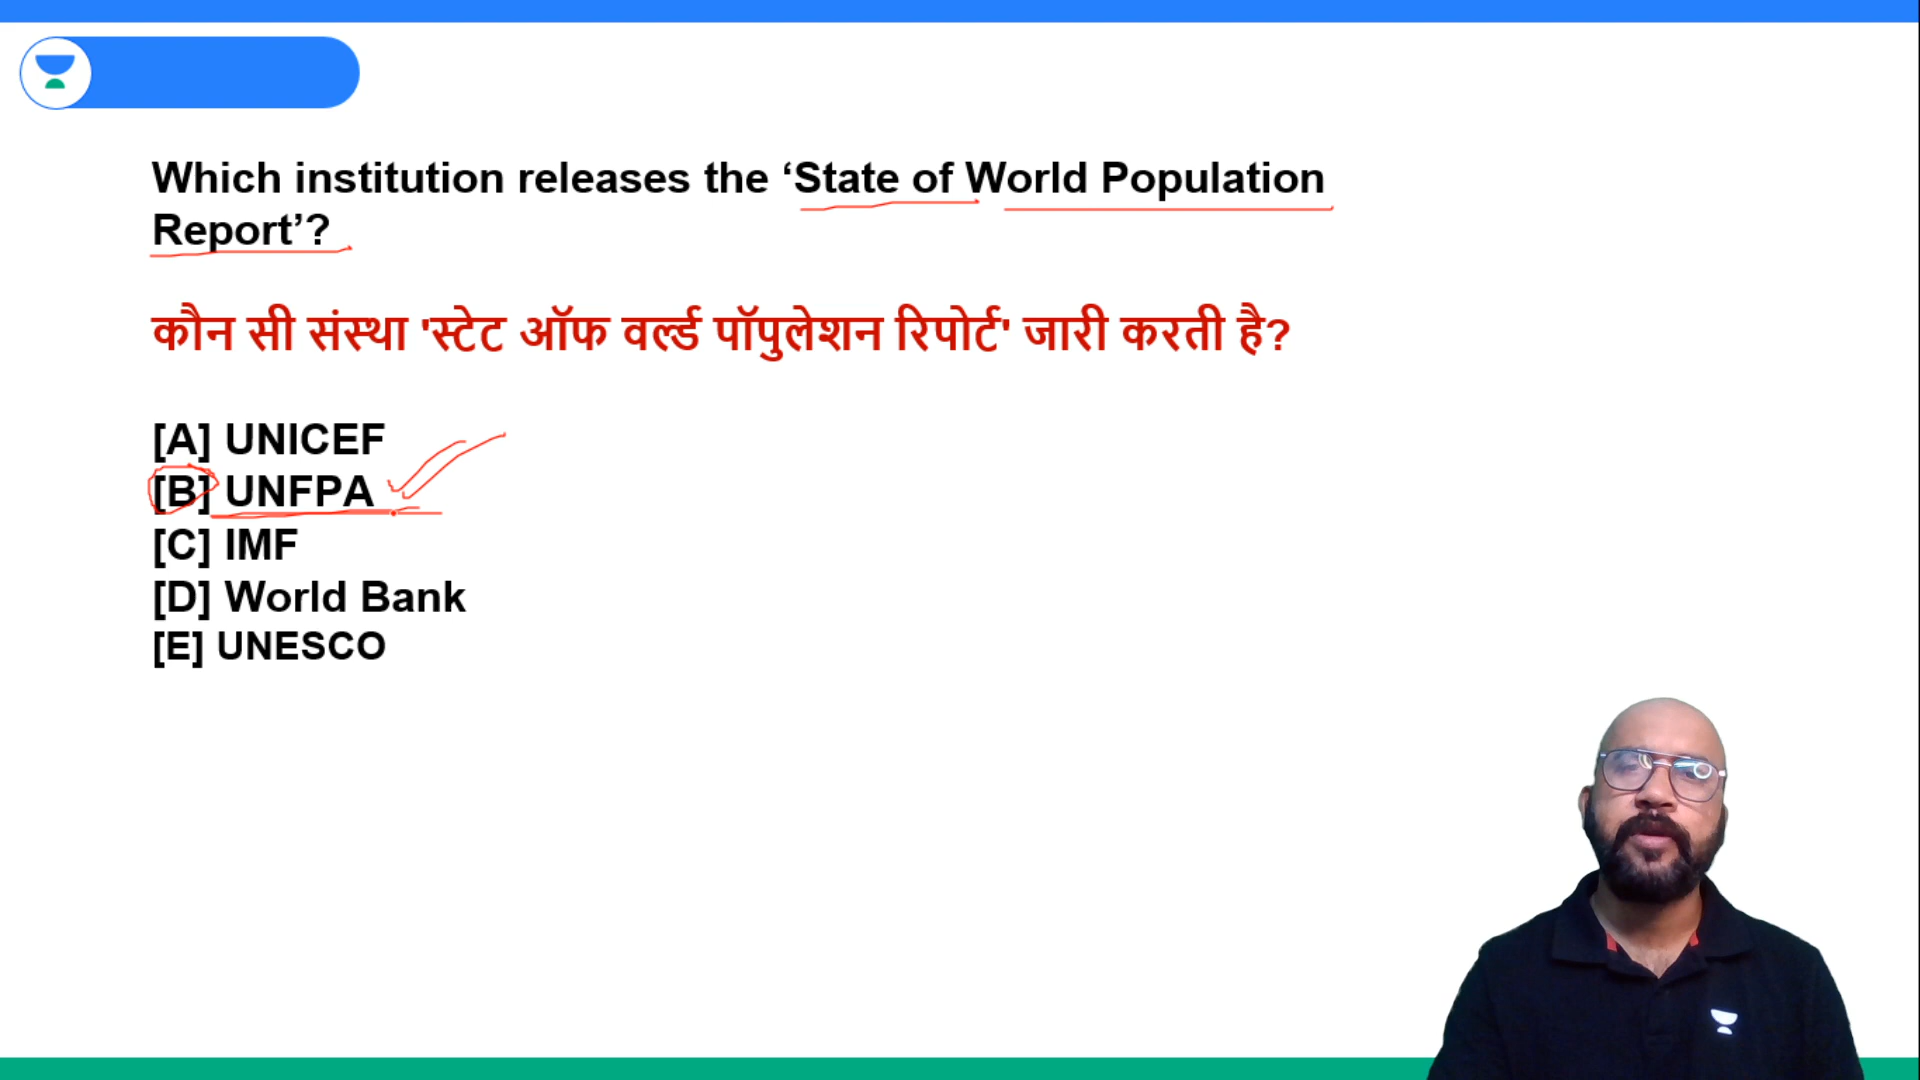 Which institution releases the ‘State of World Population
Report’?
कौन सी संस्था 'स्टेट ऑफ वर्ल्ड पॉपुलेशन रिपोर्ट' जारी करती है?
[A] UNICEF
[B] UNFPA
[C] IMF
[D] World Bank
[E] UNESCO